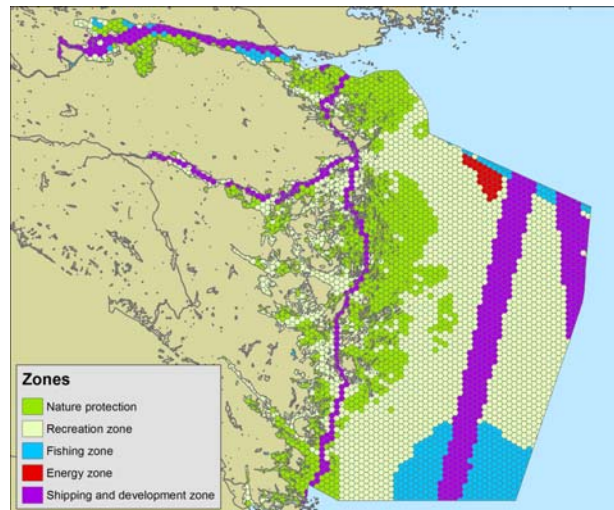 Zones
Nature protection
Recreation zone
Fishing zone
Energy zone
Shipping and development zone